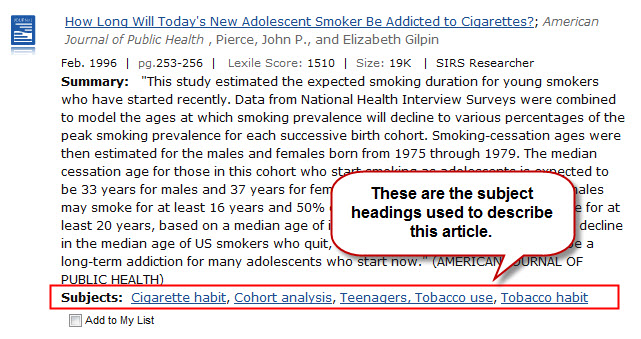 How Long Will Today's New Adolescent Smoker Be Addicted to Cigarettes?; American
Journal of Public Health , Pierce, John P., and Elizabeth Gilpin
Feb. 1996 | pg.253-256 | Lexile Score: 1510 | Size: 19K | SIRS Researcher
Summary: "This study estimated the expected smoking duration for young smokers
who have started recently. Data from National Health Interview Surveys were combined
to model the ages at which smoking prevalence will decline to various percentages of the
peak smoking prevalence for each successive birth cohort. Smoking-cessation ages were
then estimated for the males and females born from 1975 through 1979. The median
cessation age for those in this cohort who start smoking as adolescents is expected to
be 33 years for males and 37 years for
may smoke for at least 16 years and 50% for at
least 20 years, based on a median age of decline
in the median age of US smokers who quit, be a
long-term addiction for many adolescents who start now." (AMERICAN JOURNAL OF
PUBLIC HEALTH)
These are the subject
headings used to describe
this article.
Subjects: Cigarette habit, Cohort analysis, Teenagers, Tobacco use, Tobacco habit
Add to My List